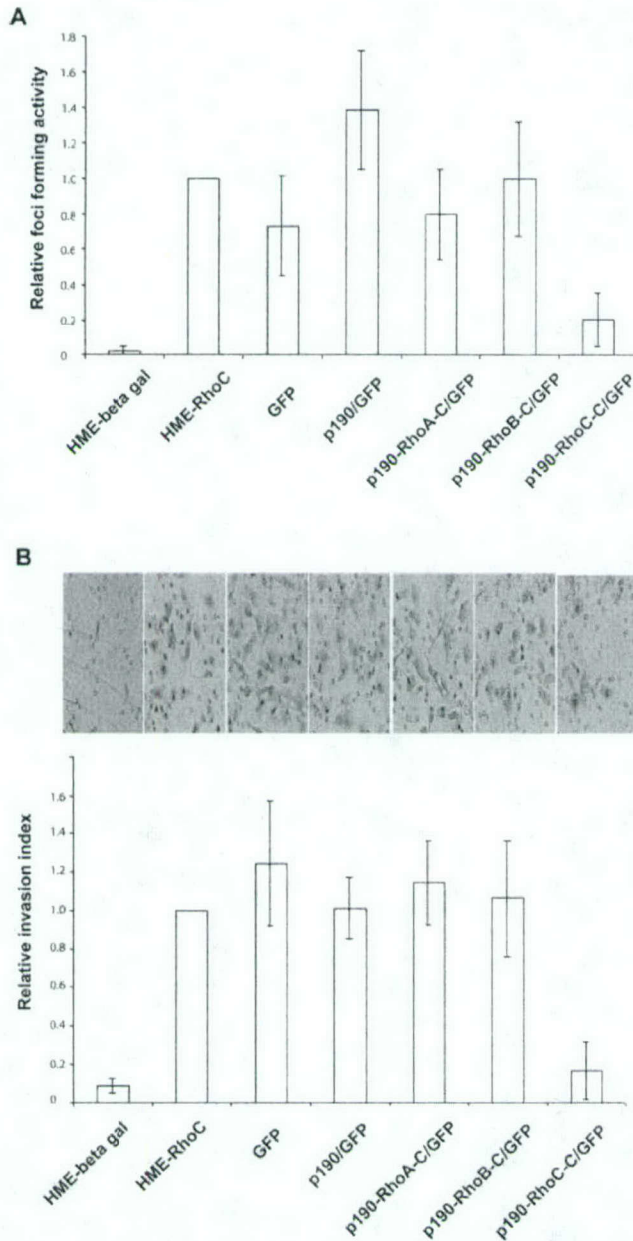 A
Relative foci forming activity
1.8
1.6
1.4
1.2
1.0
0.8
0.6
0.4
0.2
0
HME-beta gal
HME-RhoC
GFP
p190/GFP
p190-RhoA-C/GFP
p190-RhoB-C/GFP
p190-RhoC-C/GFP
B
Relative invasion index
1.6
1.4
1.2
1.0
0.8
0.6
0.4
0.2
0
HME-beta gal
HME-RhoC
GFP
p190/GFP
p190-RhoA-C/GFP
p190-RhoB-C/GFP
p190-RhoC-C/GFP